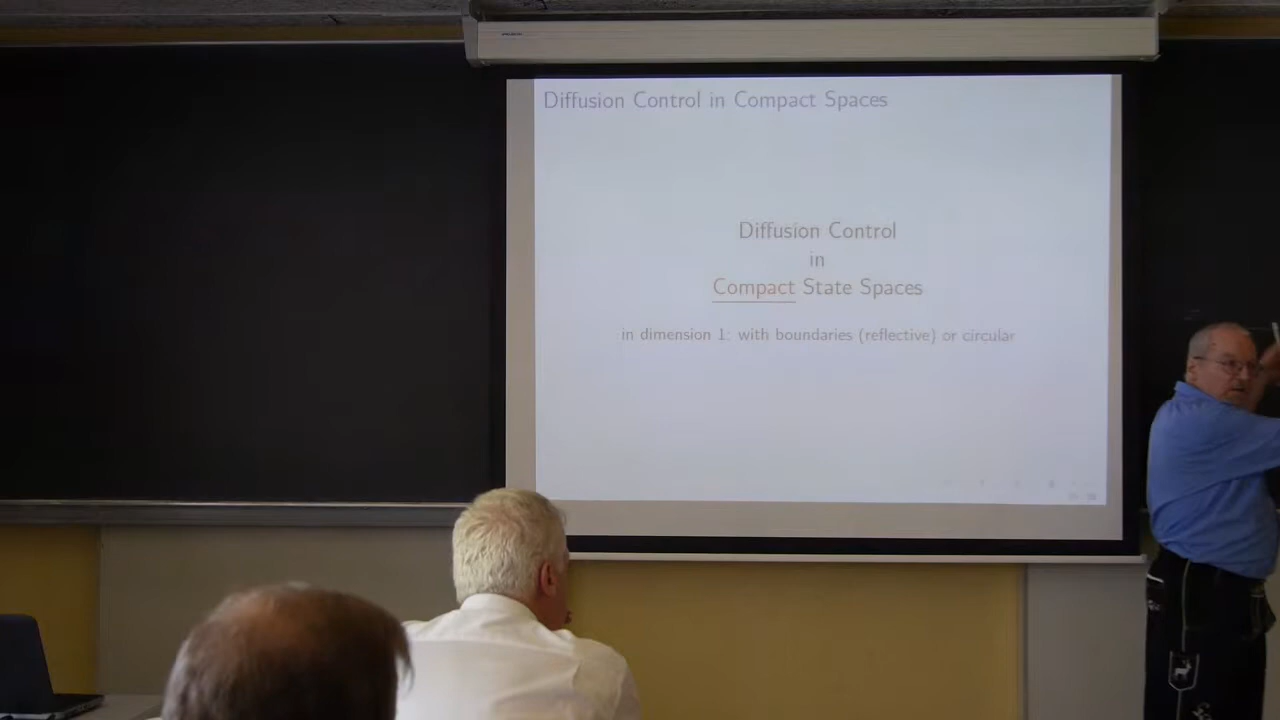 Diffusion Control in Compact Spaces
Diffusion Control
in
Compact State Spaces
in dimension 1: with boundaries (reflective) or circular